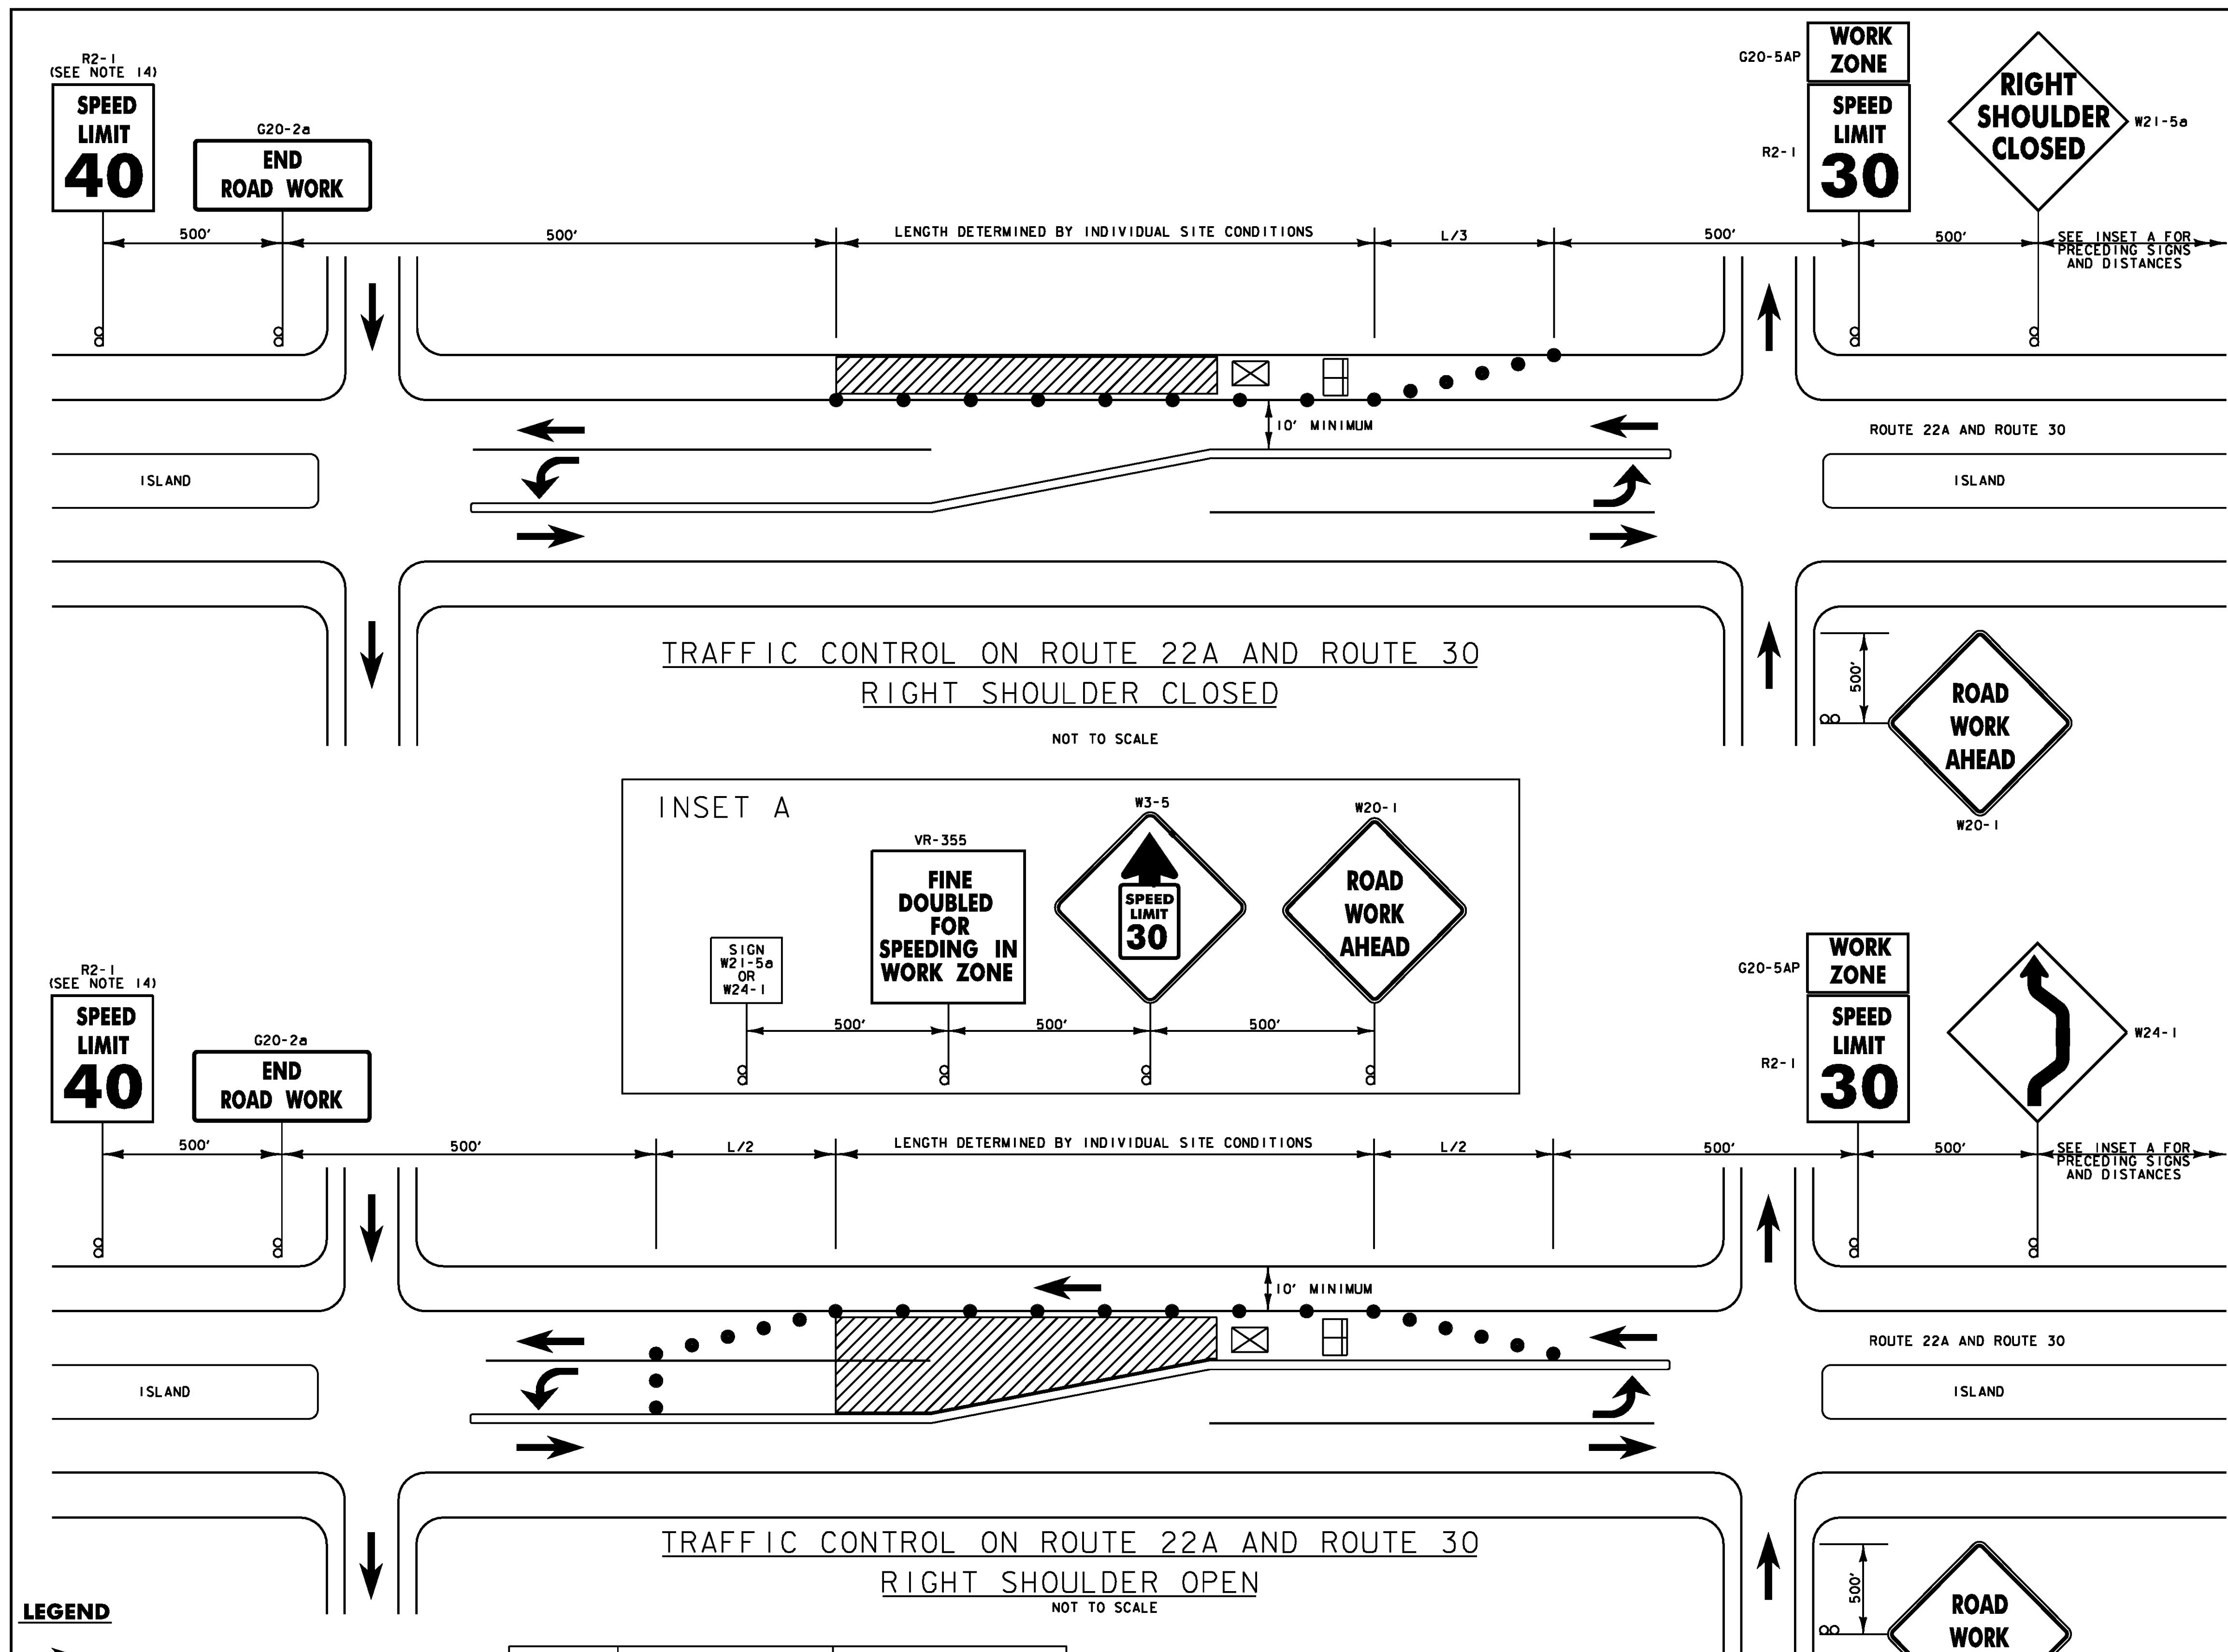 R2-1
(SEE NOTE 14)
SPEED
LIMIT
40
G20-2a
END
ROAD WORK
G20-5AP
WORK
ZONE
R2-1
SPEED
LIMIT
30
RIGHT
SHOULDER
CLOSED
W21-5a
500'
500'
LENGTH DETERMINED BY INDIVIDUAL SITE CONDITIONS
L/3
500'
500'
SEE INSET A FOR
PRECEDING SIGNS
AND DISTANCES
10' MINIMUM
ROUTE 22A AND ROUTE 30
ISLAND
ISLAND
TRAFFIC CONTROL ON ROUTE 22A AND ROUTE 30
RIGHT SHOULDER CLOSED
NOT TO SCALE
500'
ROAD
WORK
AHEAD
W20-1
INSET A
SIGN
W21-5a
OR
W24-1
VR-355
FINE
DOUBLED
FOR
SPEEDING IN
WORK ZONE
W3-5
SPEED
LIMIT
30
W20-1
ROAD
WORK
AHEAD
500'
500'
500'
R2-1
(SEE NOTE 14)
SPEED
LIMIT
40
G20-2a
END
ROAD WORK
G20-5AP
WORK
ZONE
R2-1
SPEED
LIMIT
30
W24-1
500'
500'
L/2
LENGTH DETERMINED BY INDIVIDUAL SITE CONDITIONS
L/2
500'
500'
SEE INSET A FOR
PRECEDING SIGNS
AND DISTANCES
10' MINIMUM
ROUTE 22A AND ROUTE 30
ISLAND
ISLAND
TRAFFIC CONTROL ON ROUTE 22A AND ROUTE 30
RIGHT SHOULDER OPEN
NOT TO SCALE
500'
ROAD
WORK
LEGEND